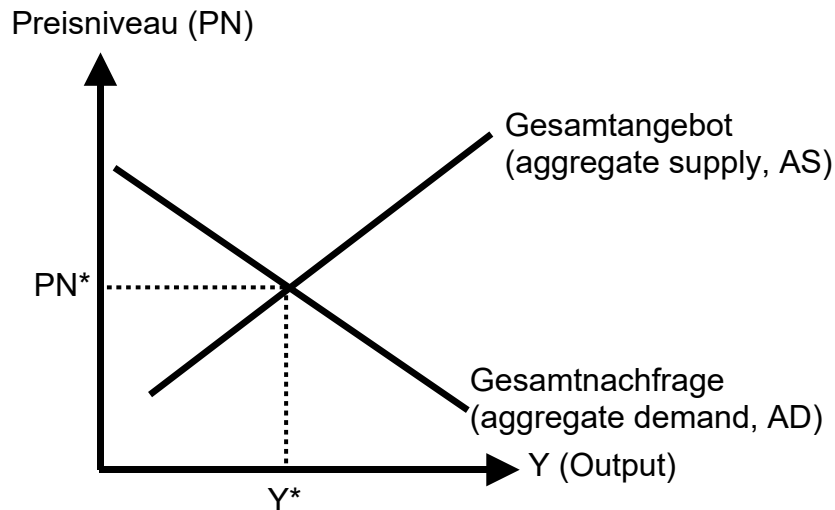 Preisniveau (PN)
Gesamtangebot
(aggregate supply, AS)
PN*
Gesamtnachfrage
(aggregate demand, AD)
Y (Output)
Y*